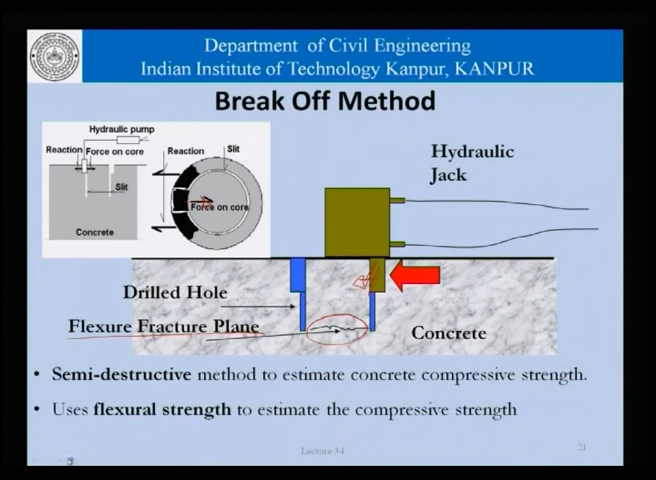 Department of Civil Engineering
Indian Institute of Technology Kanpur, KANPUR
Break Off Method
Hydraulic pump
Reaction
Force on core
Slit
Concrete
Reaction
Slit
Force on core
Hydraulic
Jack
Drilled Hole
Flexure Fracture Plane
Concrete
• Semi-destructive method to estimate concrete compressive strength.
• Uses flexural strength to estimate the compressive strength
Lecture 34
21